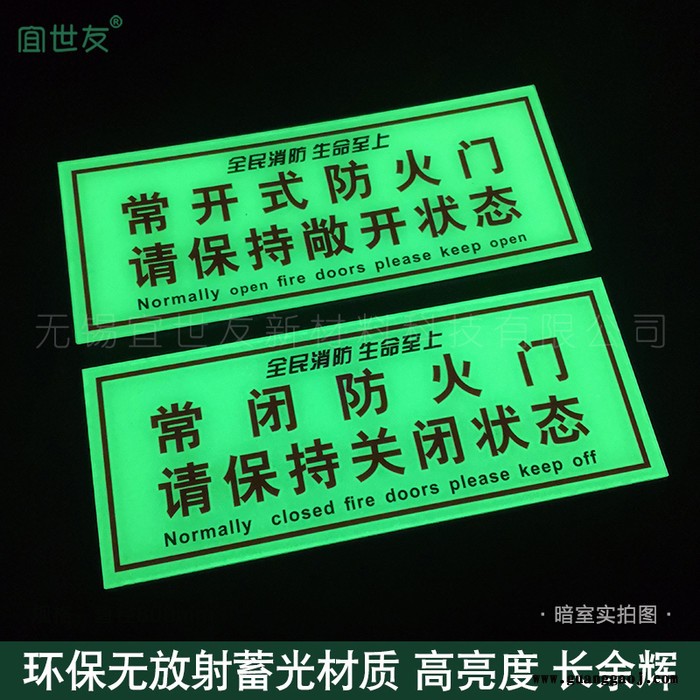 宜世友®
全民消防 生命至上
常开式防火门
请保持敞开状态
Normally open fire doors please keep open
无锡宜世友新材料科技有限公司
全民消防 生命至上
常闭防火门
请保持关闭状态
Normally closed fire doors please keep off
·暗室实拍图·
环保无放射蓄光材质 高亮度 长余辉
www.guanggaoj.com